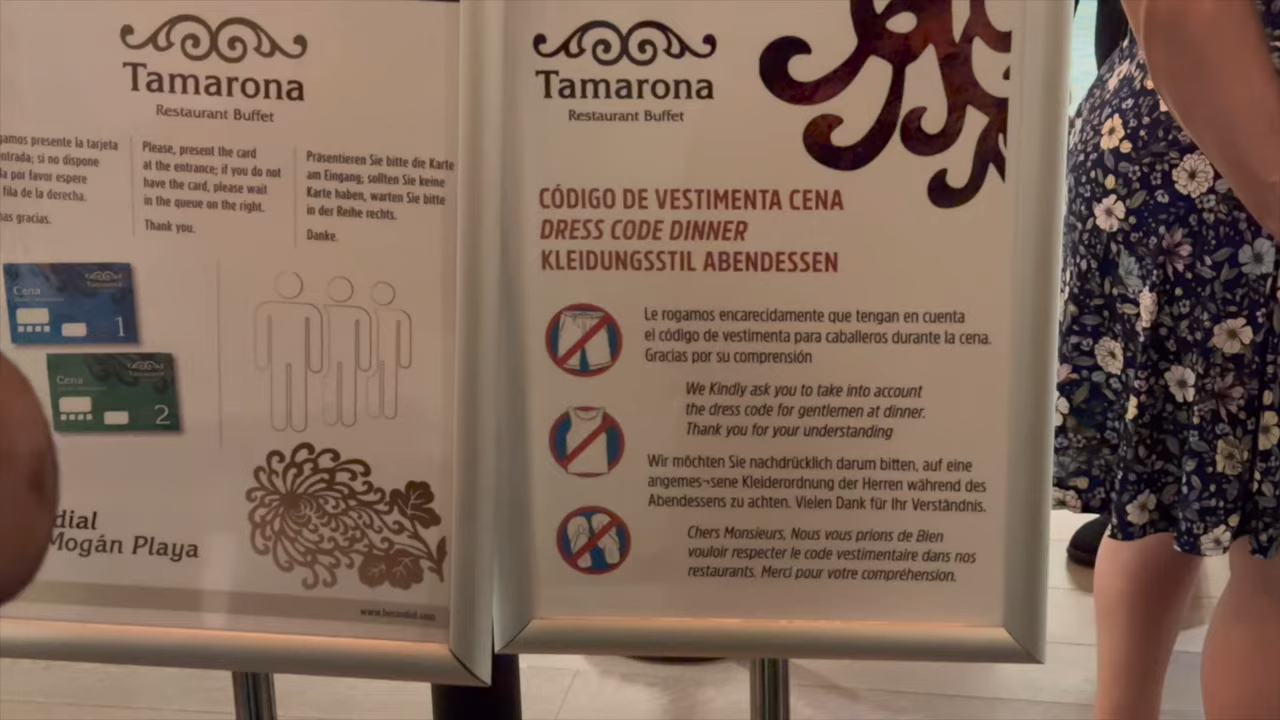 Tamarona
Restaurant Buffet
presente la tarjeta
si no dispone
por favor espere
fila de la derecha.
gracias.
Please, present the card
at the entrance; if you do not
have the card, please wait
in the queue on the right.
Thank you.
Präsentieren Sie bitte die Karte
am Eingang; sollten Sie keine
Karte haben, warten Sie bitte
in der Reihe rechts.
Danke.
Cena
1
Cena
2
Mogán Playa
Tamarona
Restaurant Buffet
CÓDIGO DE VESTIMENTA CENA
DRESS CODE DINNER
KLEIDUNGSSTIL ABENDESSEN
Le rogamos encarecidamente que tengan en cuenta
el código de vestimenta para caballeros durante la cena.
Gracias por su comprensión
We Kindly ask you to take into account
the dress code for gentlemen at dinner.
Thank you for your understanding
Wir möchten Sie nachdrücklich darum bitten, auf eine
angemes¬sene Kleiderordnung der Herren während des
Abendessens zu achten. Vielen Dank für Ihr Verständnis.
Chers Monsieurs, Nous vous prions de Bien
vouloir respecter le code vestimentaire dans nos
restaurants. Merci pour votre compréhension.